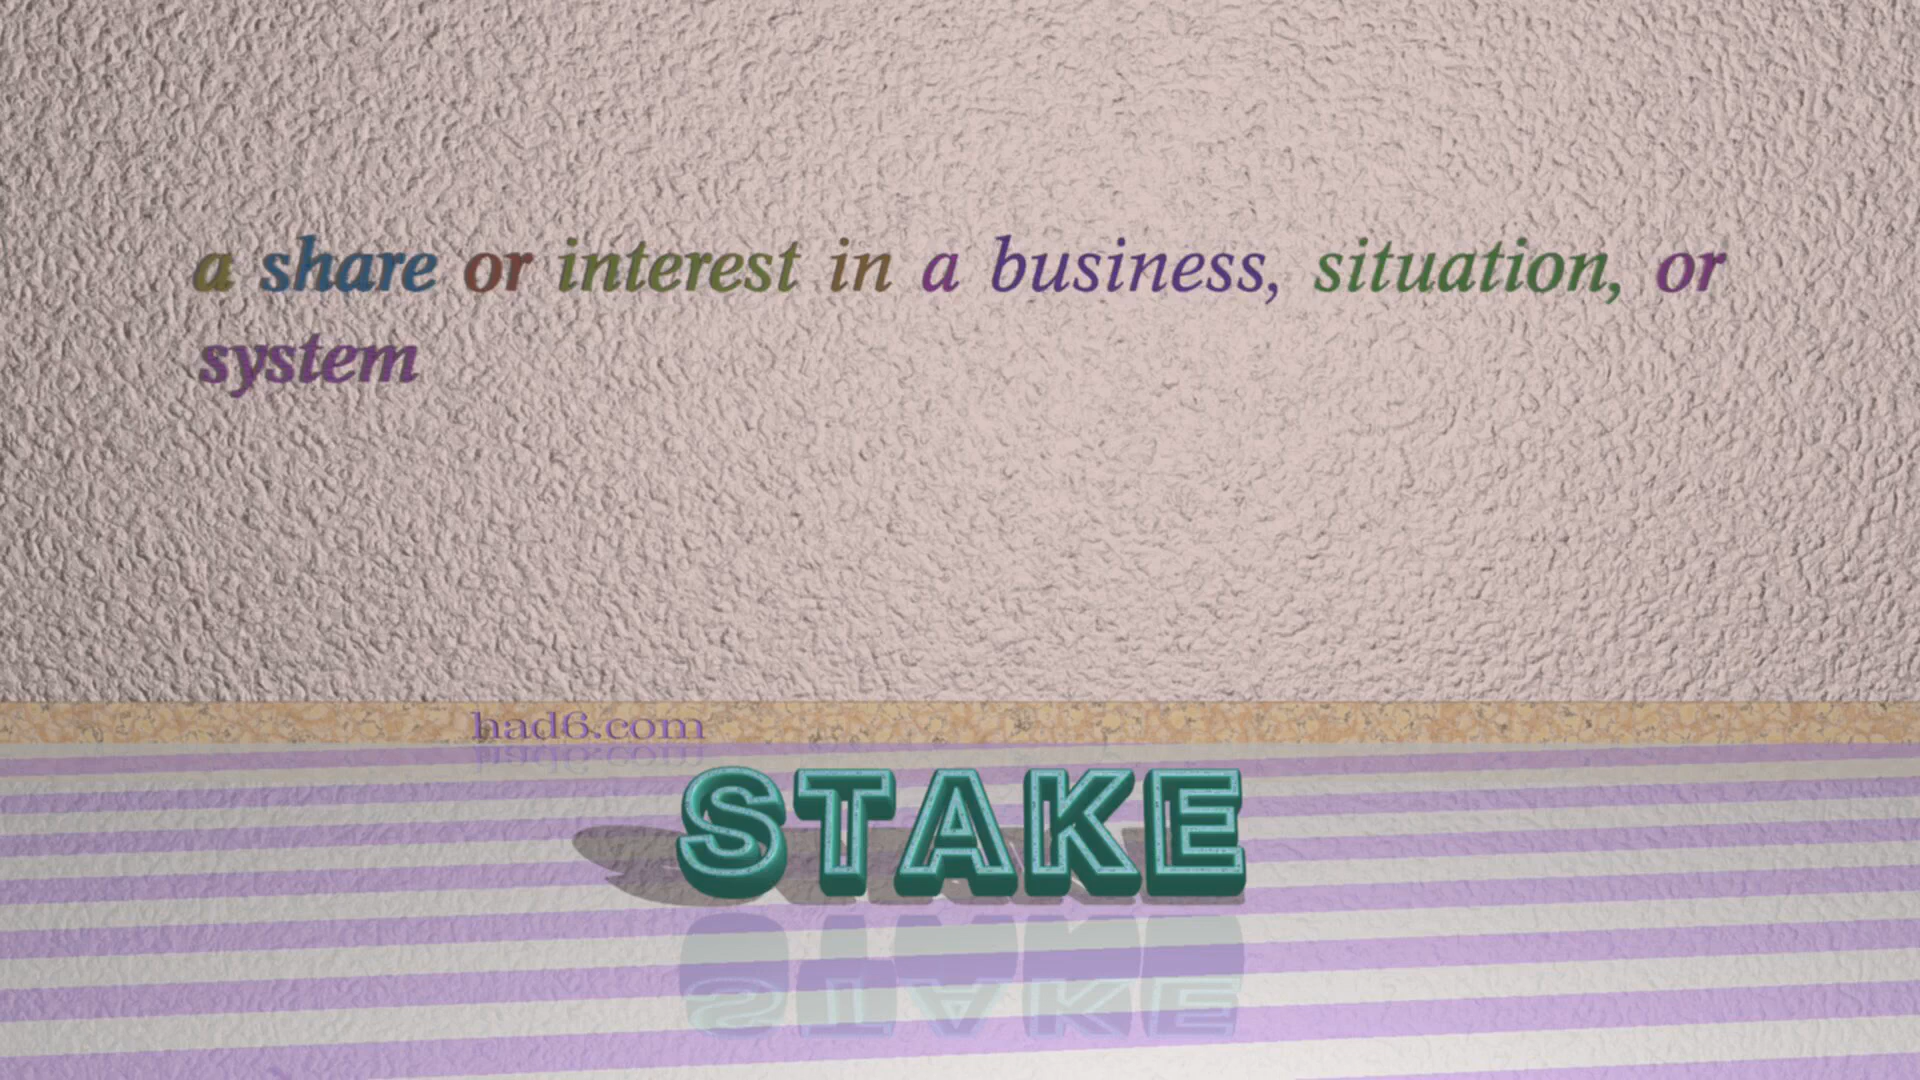 a share or interest in a business, situation, or
system
had6.com
STAKE